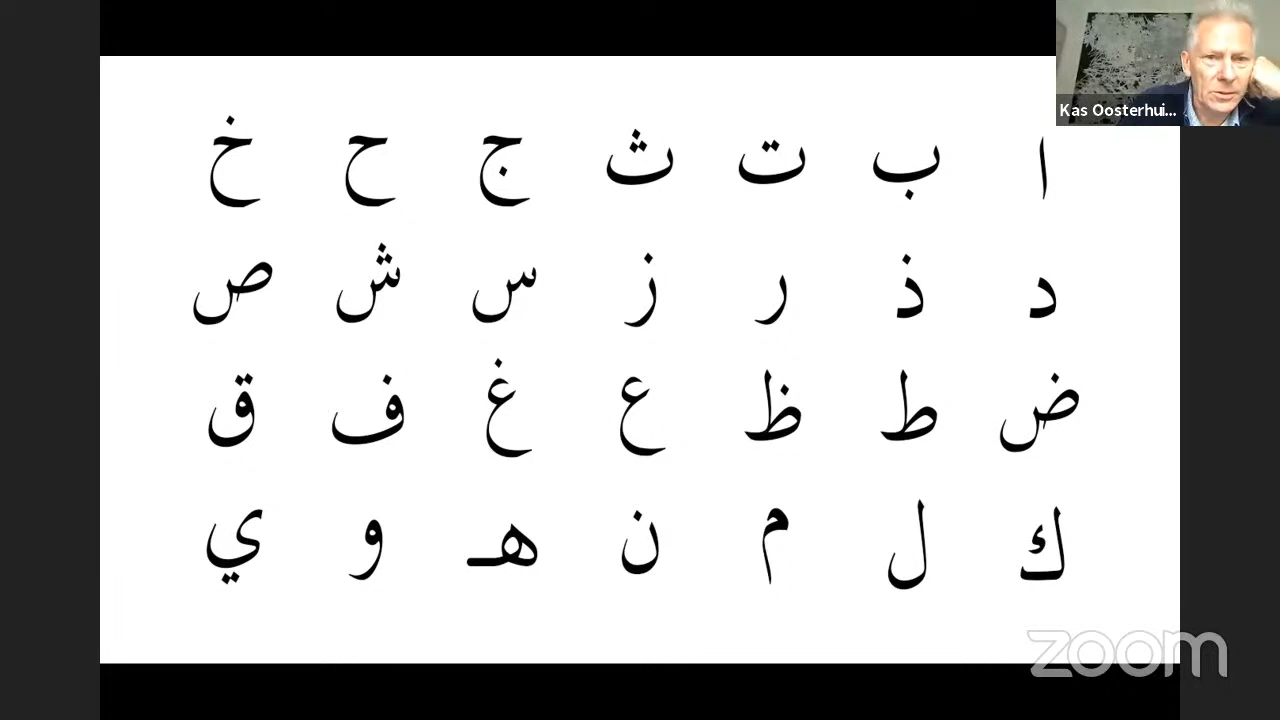 Kas Oosterhui...
ا ب ت ث ج ح خ
د ذ ر ز س ش ص
ض ط ظ ع غ ف ق
ك ل م ن هـ و ي
zoom